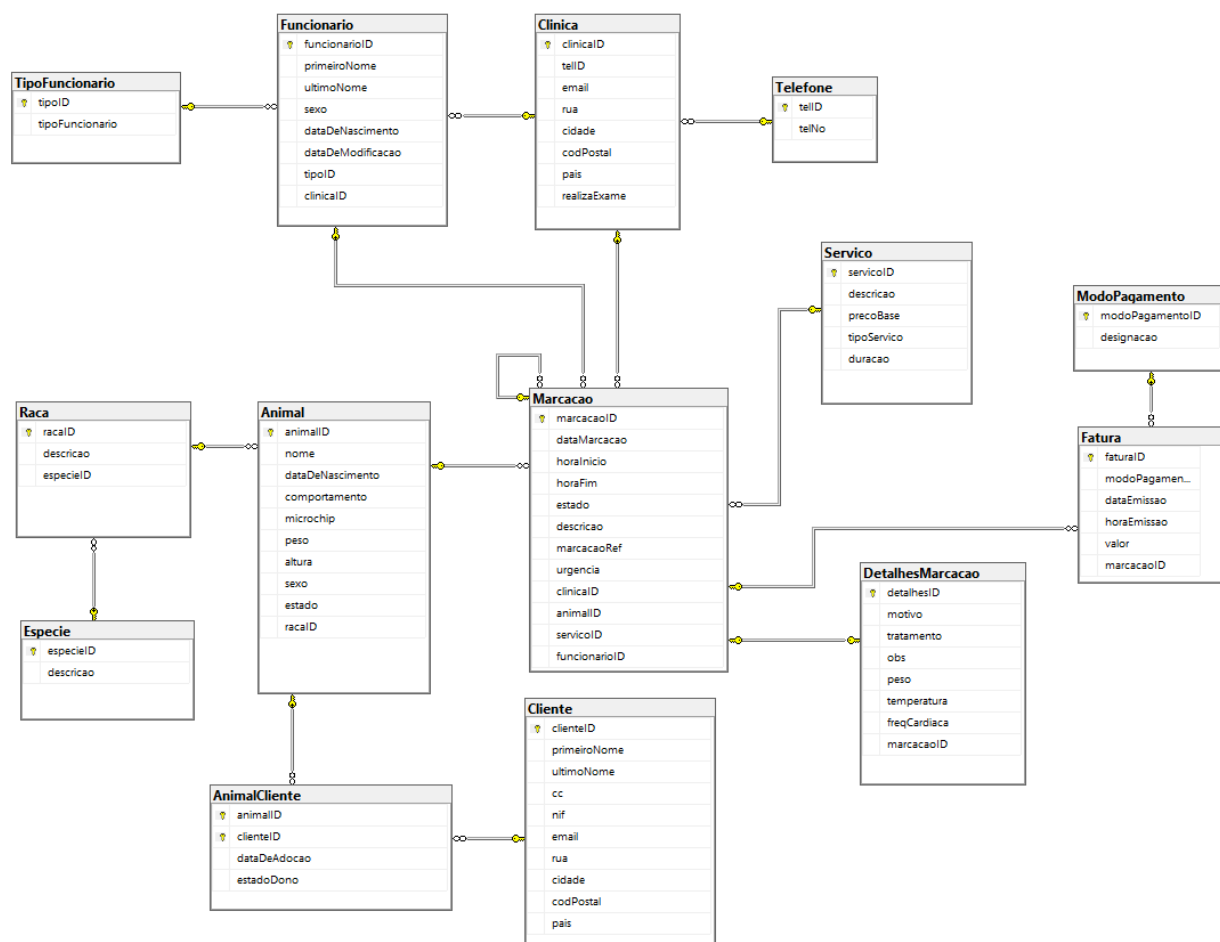 Funcionario
funcionarioID
primeiroNome
ultimoNome
sexo
dataDeNascimento
dataDeModificacao
tipoID
clinicaID
Clinica
clinicaID
telID
email
rua
cidade
codPostal
pais
realizaExame
TipoFuncionario
tipoID
tipoFuncionario
Telefone
telID
telNo
Servico
servicoID
descricao
precoBase
tipoServico
duracao
ModoPagamento
modoPagamentoID
designacao
Marcacao
marcacaoID
dataMarcacao
horaInicio
horaFim
estado
descricao
marcacaoRef
urgencia
clinicaID
animalID
servicoID
funcionarioID
Raca
racaID
descricao
especieID
Animal
animalID
nome
dataDeNascimento
comportamento
microchip
peso
altura
sexo
estado
racaID
Fatura
faturaID
modoPagamen...
dataEmissao
horaEmissao
valor
marcacaoID
DetalhesMarcacao
detalhesID
motivo
tratamento
obs
peso
temperatura
freqCardiaca
marcacaoID
Especie
especieID
descricao
Cliente
clienteID
primeiroNome
ultimoNome
cc
nif
email
rua
cidade
codPostal
pais
AnimalCliente
animalID
clienteID
dataDeAdocao
estadoDono